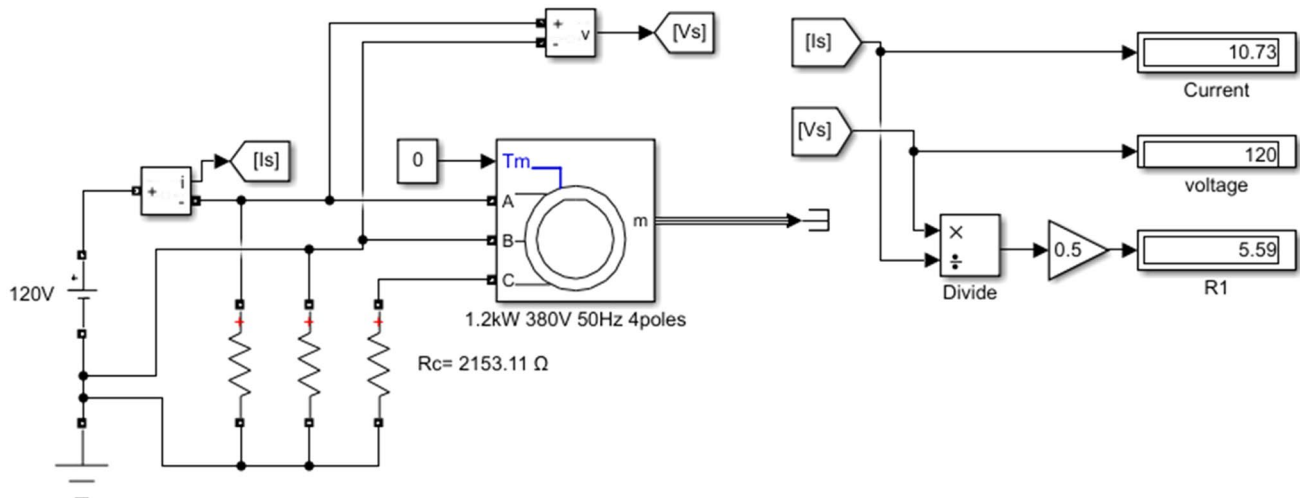 +
-
v
[Vs]
[Is]
10.73
Current
[Vs]
120
voltage
×
÷
Divide
0.5
5.59
R1
[Is]
+
i
-
0
Tm
A
B
C
m
1.2kW 380V 50Hz 4poles
120V
+
+
+
+
Rc= 2153.11 Ω